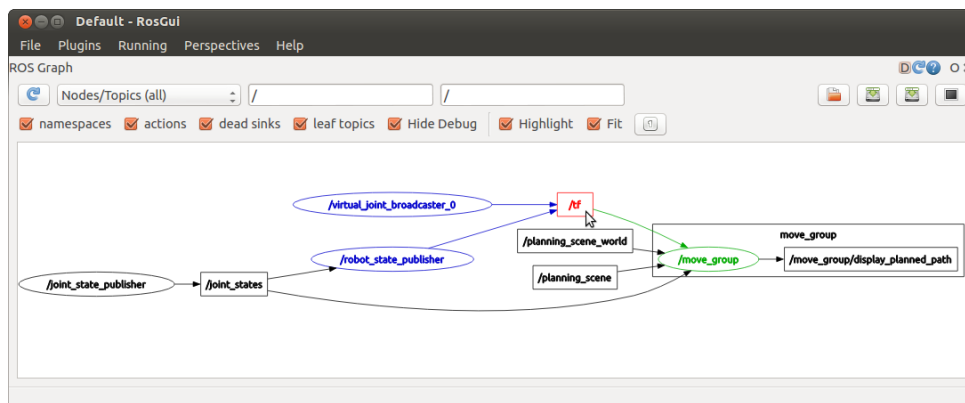 Default - RosGui
File Plugins Running Perspectives Help
ROS Graph
D ? O
Nodes/Topics (all) / /
namespaces actions dead sinks leaf topics Hide Debug Highlight Fit
/virtual_joint_broadcaster_0
/tf
move_group
/planning_scene_world
/robot_state_publisher
/move_group
/move_group/display_planned_path
/planning_scene
/joint_state_publisher
/joint_states